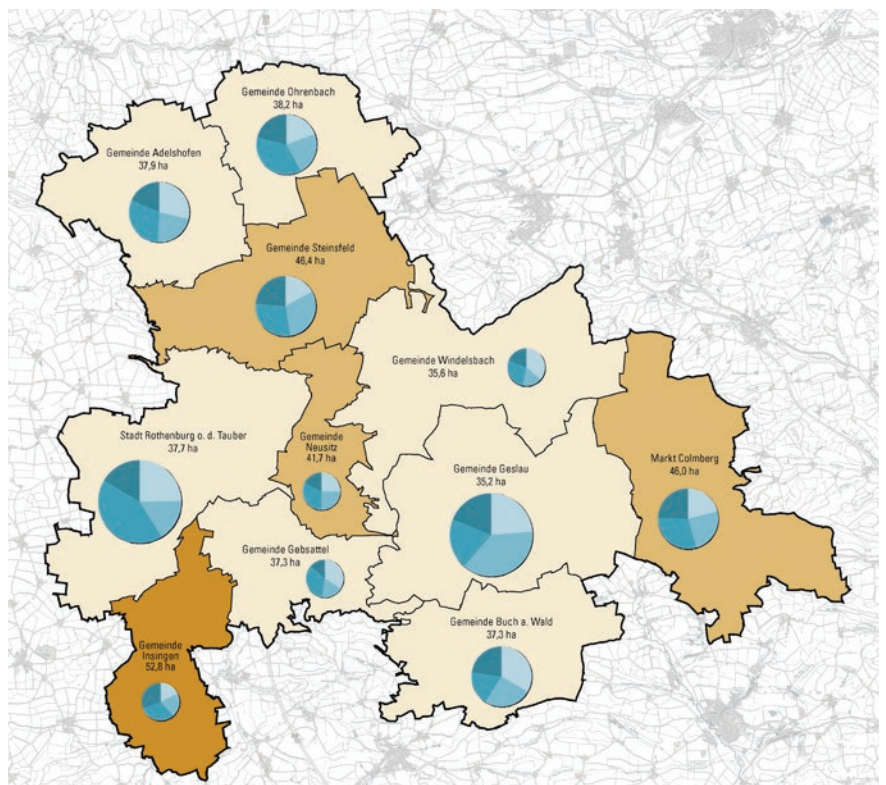 Gemeinde Ohrenbach
38,2 ha
Gemeinde Adelshofen
37,9 ha
Gemeinde Steinsfeld
46,4 ha
Gemeinde Windelsbach
35,6 ha
Stadt Rothenburg o. d. Tauber
37,7 ha
Gemeinde
Neusitz
41,7 ha
Gemeinde Geslau
35,2 ha
Markt Colmberg
46,0 ha
Gemeinde Gebsattel
37,3 ha
Gemeinde Buch a. Wald
37,3 ha
Gemeinde
Insingen
52,8 ha